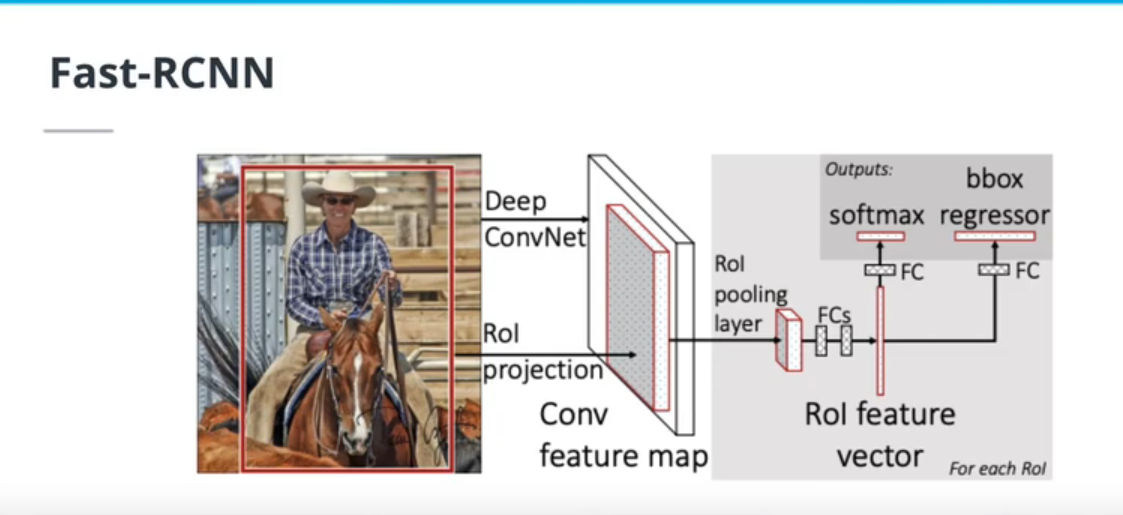 Fast-RCNN
Deep
ConvNet
RoI
projection
Conv
feature map
RoI
pooling
layer
FCs
Outputs:
softmax
bbox
regressor
FC
FC
RoI feature
vector
For each RoI